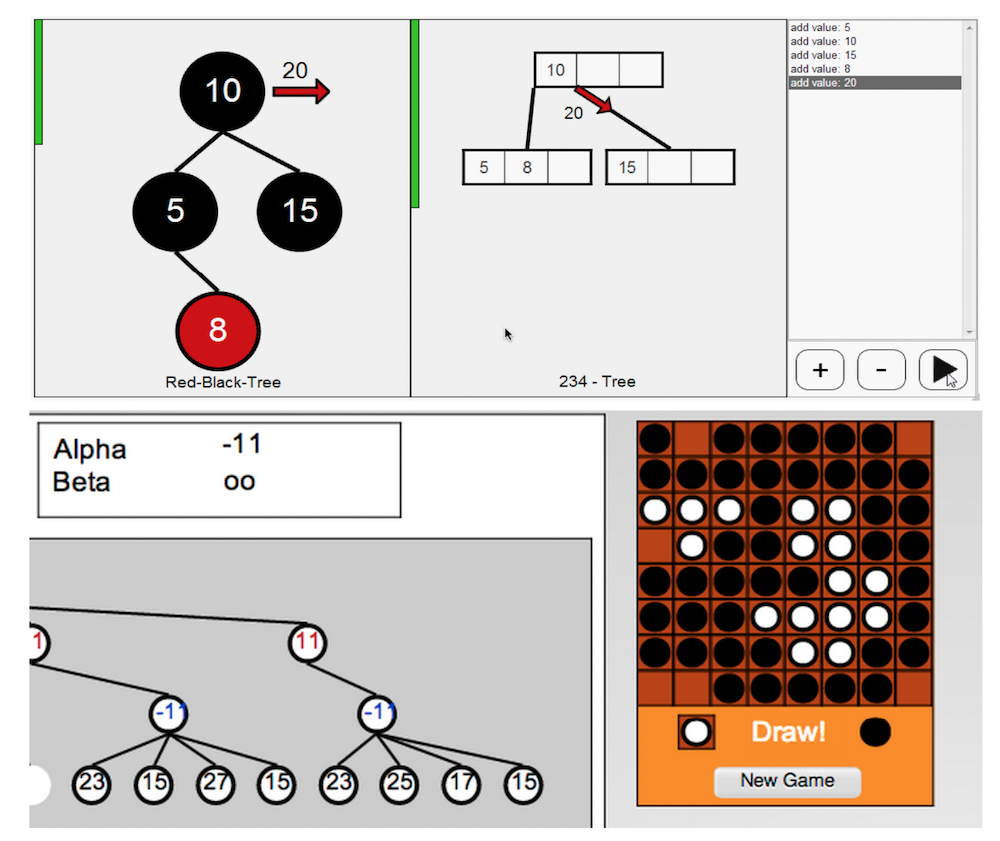 20
10
5 15
8
Red-Black-Tree
10
20
5 8 15
234 - Tree
add value: 5
add value: 10
add value: 15
add value: 8
add value: 20
+ -
Alpha -11
Beta oo
1 11
-11 -11
23 15 27 15 23 25 17 15
Draw!
New Game